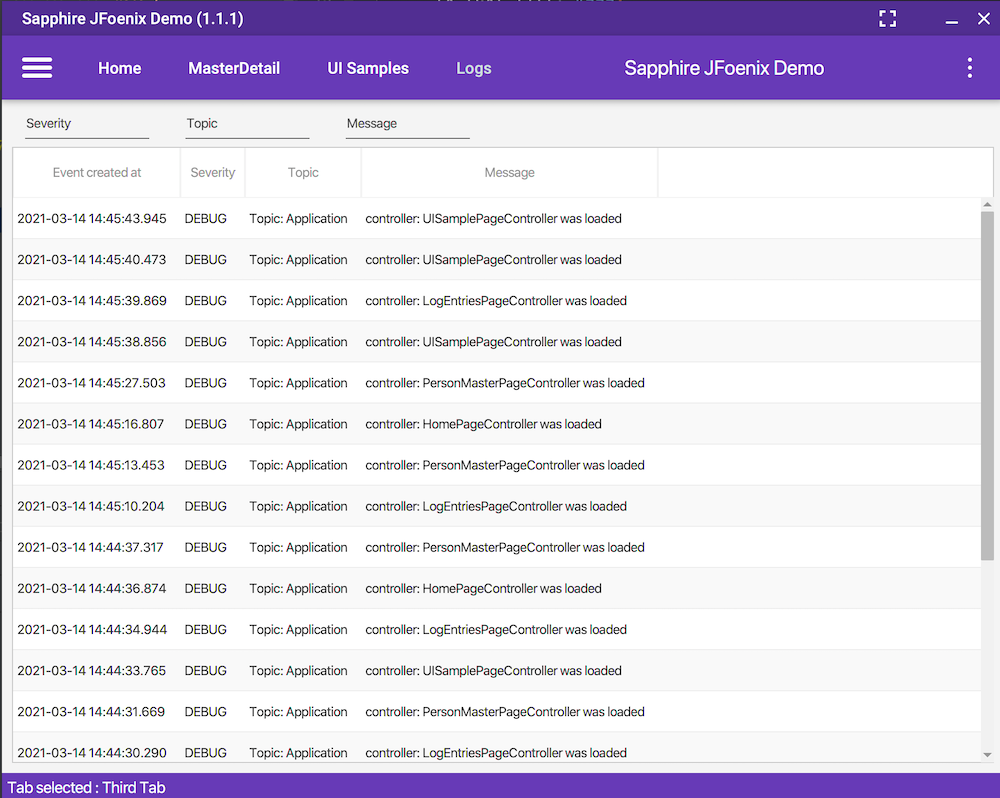 Sapphire JFoenix Demo (1.1.1)
Home MasterDetail UI Samples Logs Sapphire JFoenix Demo
Severity Topic Message
Event created at Severity Topic Message
2021-03-14 14:45:43.945 DEBUG Topic: Application controller: UISamplePageController was loaded
2021-03-14 14:45:40.473 DEBUG Topic: Application controller: UISamplePageController was loaded
2021-03-14 14:45:39.869 DEBUG Topic: Application controller: LogEntriesPageController was loaded
2021-03-14 14:45:38.856 DEBUG Topic: Application controller: UISamplePageController was loaded
2021-03-14 14:45:27.503 DEBUG Topic: Application controller: PersonMasterPageController was loaded
2021-03-14 14:45:16.807 DEBUG Topic: Application controller: HomePageController was loaded
2021-03-14 14:45:13.453 DEBUG Topic: Application controller: PersonMasterPageController was loaded
2021-03-14 14:45:10.204 DEBUG Topic: Application controller: LogEntriesPageController was loaded
2021-03-14 14:44:37.317 DEBUG Topic: Application controller: PersonMasterPageController was loaded
2021-03-14 14:44:36.874 DEBUG Topic: Application controller: HomePageController was loaded
2021-03-14 14:44:34.944 DEBUG Topic: Application controller: LogEntriesPageController was loaded
2021-03-14 14:44:33.765 DEBUG Topic: Application controller: UISamplePageController was loaded
2021-03-14 14:44:31.669 DEBUG Topic: Application controller: PersonMasterPageController was loaded
2021-03-14 14:44:30.290 DEBUG Topic: Application controller: LogEntriesPageController was loaded
Tab selected : Third Tab